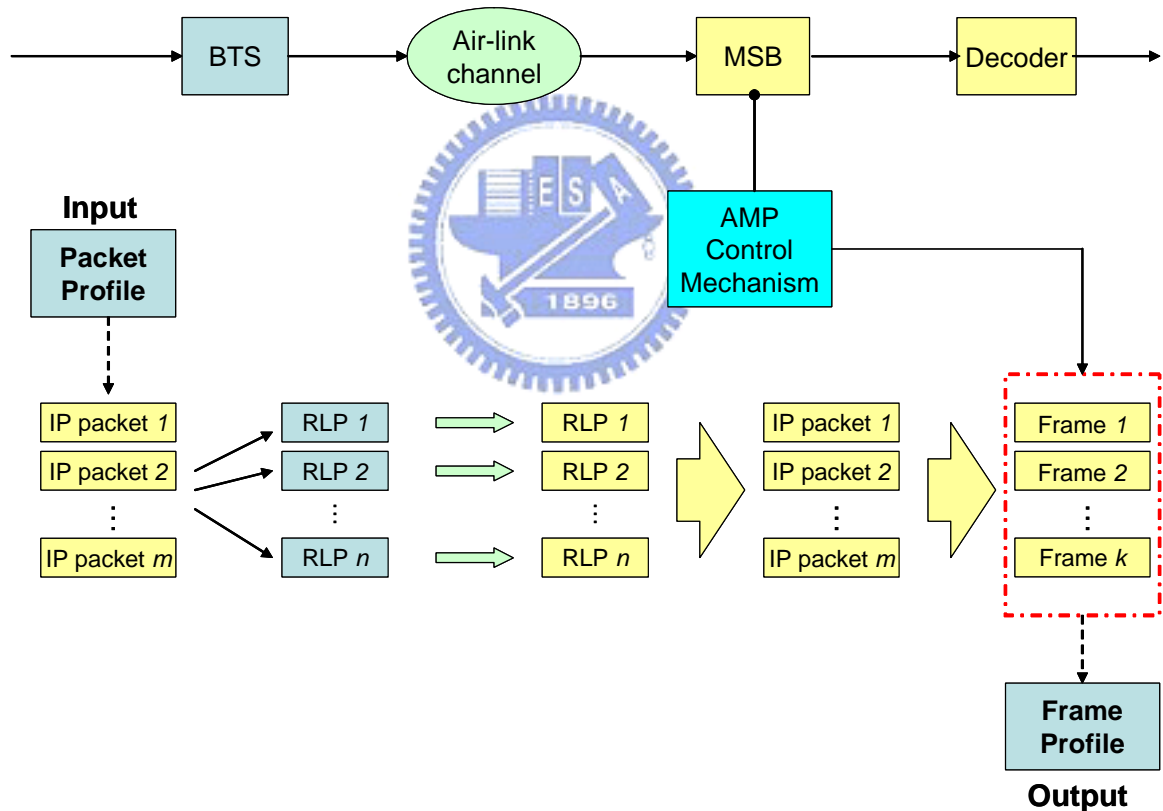 BTS
Air-link
channel
MSB
Decoder
E S A
1896
AMP
Control
Mechanism
Input
Packet
Profile
IP packet 1
IP packet 2
⋮
IP packet m
RLP 1
RLP 2
⋮
RLP n
RLP 1
RLP 2
⋮
RLP n
IP packet 1
IP packet 2
⋮
IP packet m
Frame 1
Frame 2
⋮
Frame k
Frame
Profile
Output